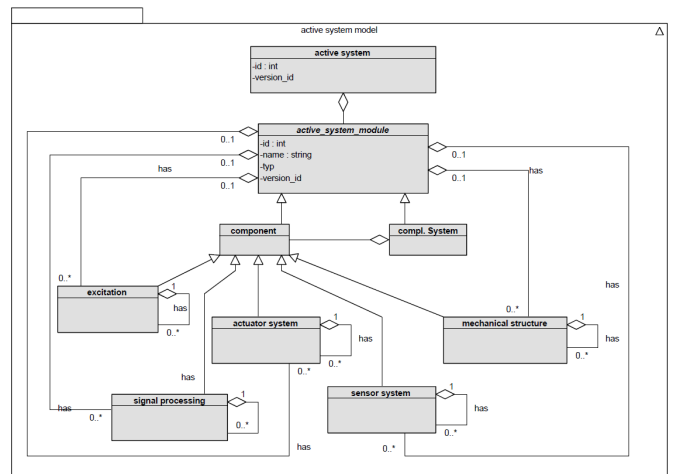 active system model
active system
-id : int
-version_id
active_system_module
-id : int
-name : string
-typ
-version_id
0..1
0..1
0..1
0..1
0..1
has
has
component
compl. System
0..*
excitation
1
has
0..*
has
0..*
actuator system
1
has
0..*
0..*
mechanical structure
1
has
0..*
has
signal processing
1
has
0..*
0..*
sensor system
1
has
0..*
has
0..*
has